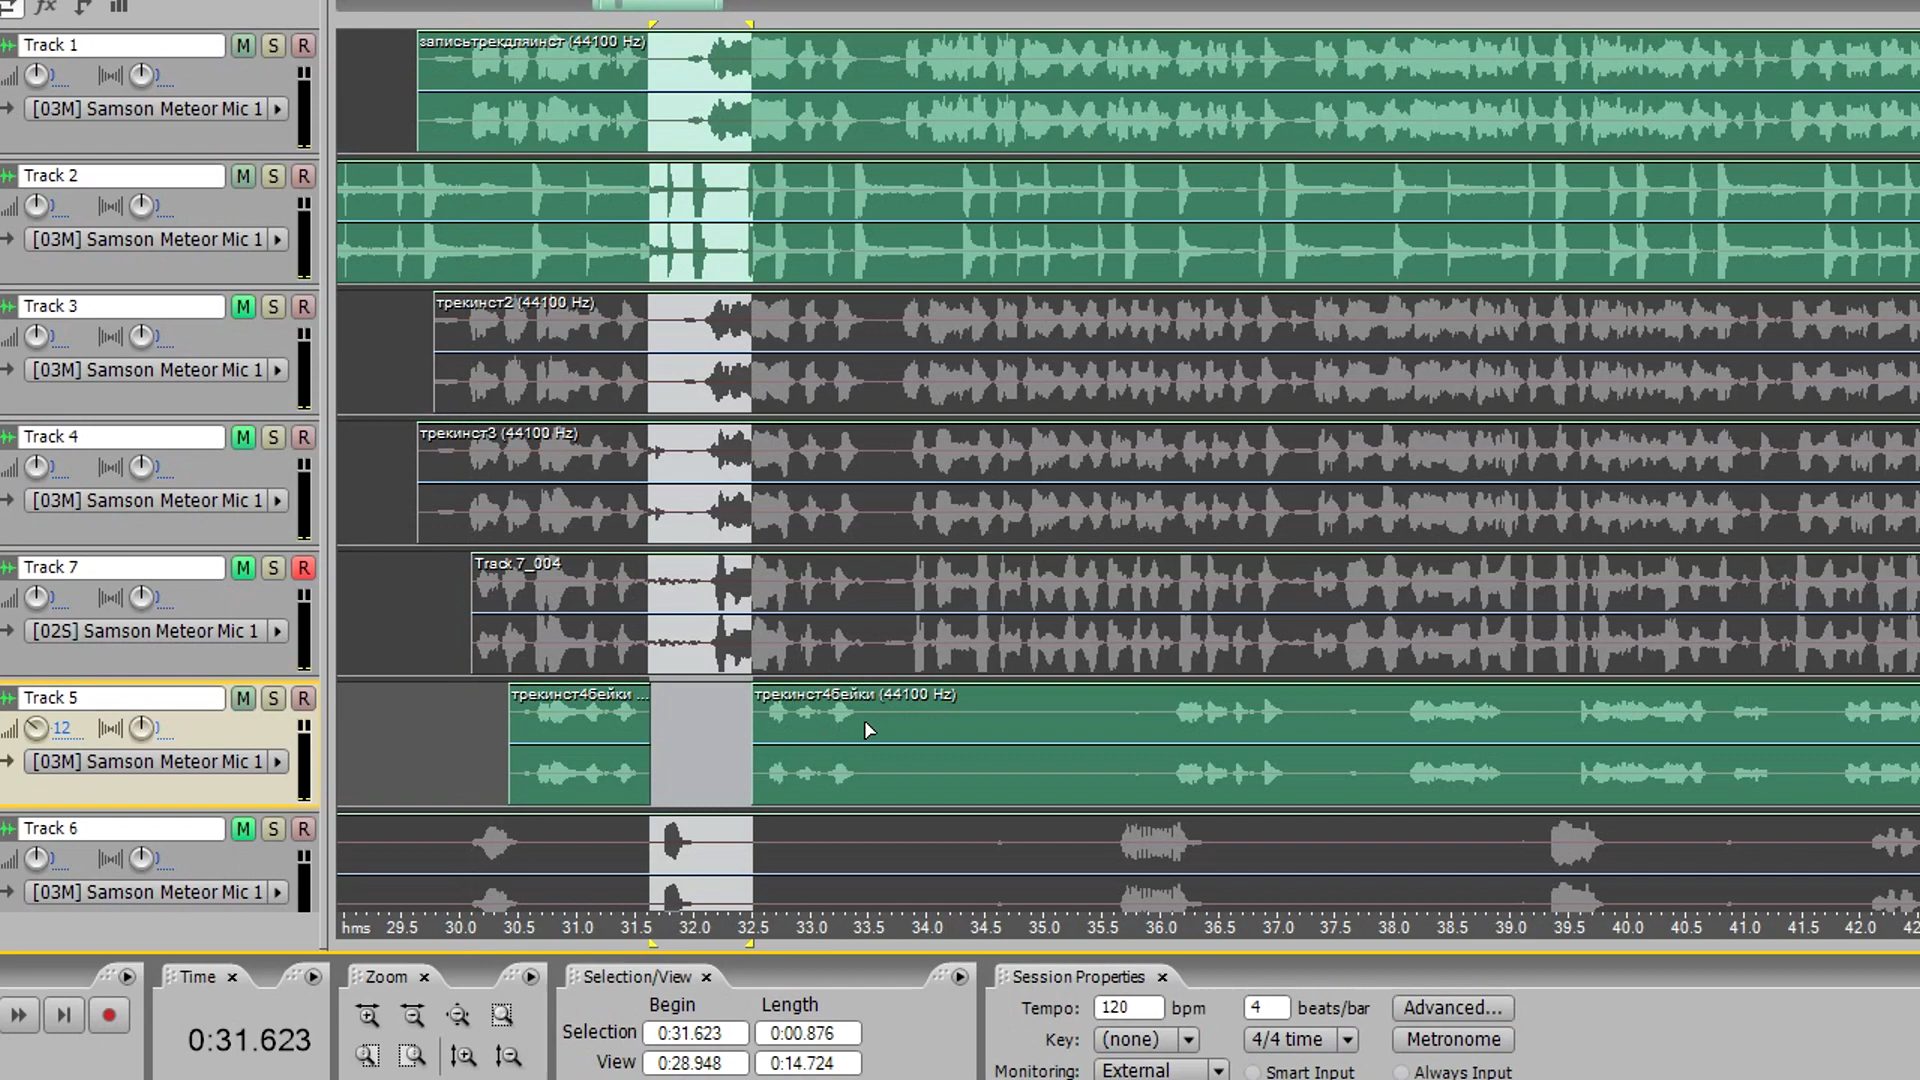 Track 1
M S R
записьтрекдляинст (44100 Hz)
[03M] Samson Meteor Mic 1
Track 2
M S R
[03M] Samson Meteor Mic 1
Track 3
M S R
трекинст2 (44100 Hz)
[03M] Samson Meteor Mic 1
Track 4
M S R
трекинст3 (44100 Hz)
[03M] Samson Meteor Mic 1
Track 7
M S R
Track 7_004
[02S] Samson Meteor Mic 1
Track 5
M S R
трекинст4бейки ...
трекинст4бейки (44100 Hz)
-12
[03M] Samson Meteor Mic 1
Track 6
M S R
[03M] Samson Meteor Mic 1
hms 29.5 30.0 30.5 31.0 31.5 32.0 32.5 33.0 33.5 34.0 34.5 35.0 35.5 36.0 36.5 37.0 37.5 38.0 38.5 39.0 39.5 40.0 40.5 41.0 41.5 42.0
Time
Zoom
Selection/View
Session Properties
Begin Length
Tempo: 120 bpm 4 beats/bar Advanced...
Selection 0:31.623 0:00.876
0:31.623
Key: (none) 4/4 time Metronome
View 0:28.948 0:14.724
Monitoring: External Smart Input Always Input